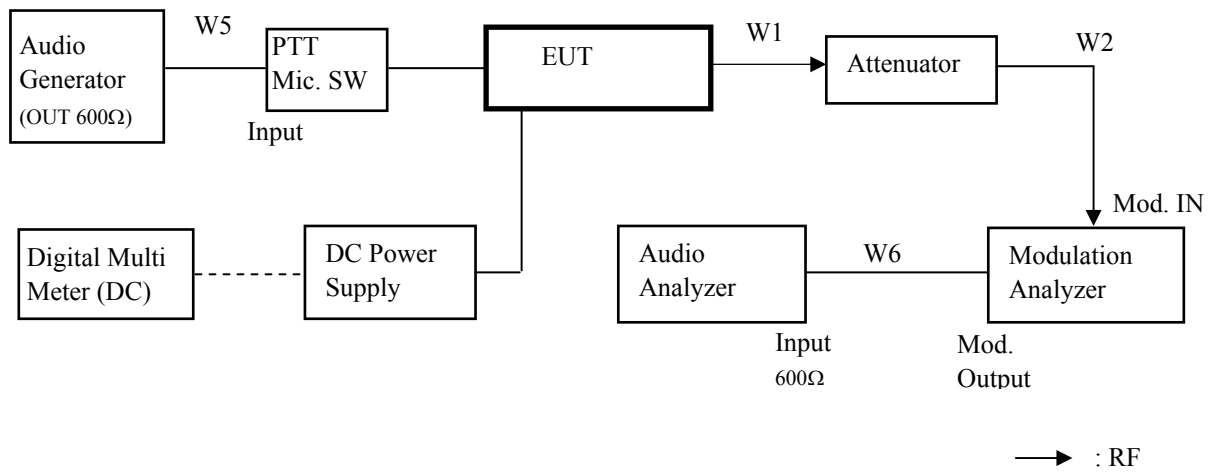 W5
Audio
Generator
(OUT 600Ω)
PTT
Mic. SW
Input
EUT
W1
Attenuator
W2
Mod. IN
Digital Multi
Meter (DC)
DC Power
Supply
Audio
Analyzer
W6
Modulation
Analyzer
Input
600Ω
Mod.
Output
: RF